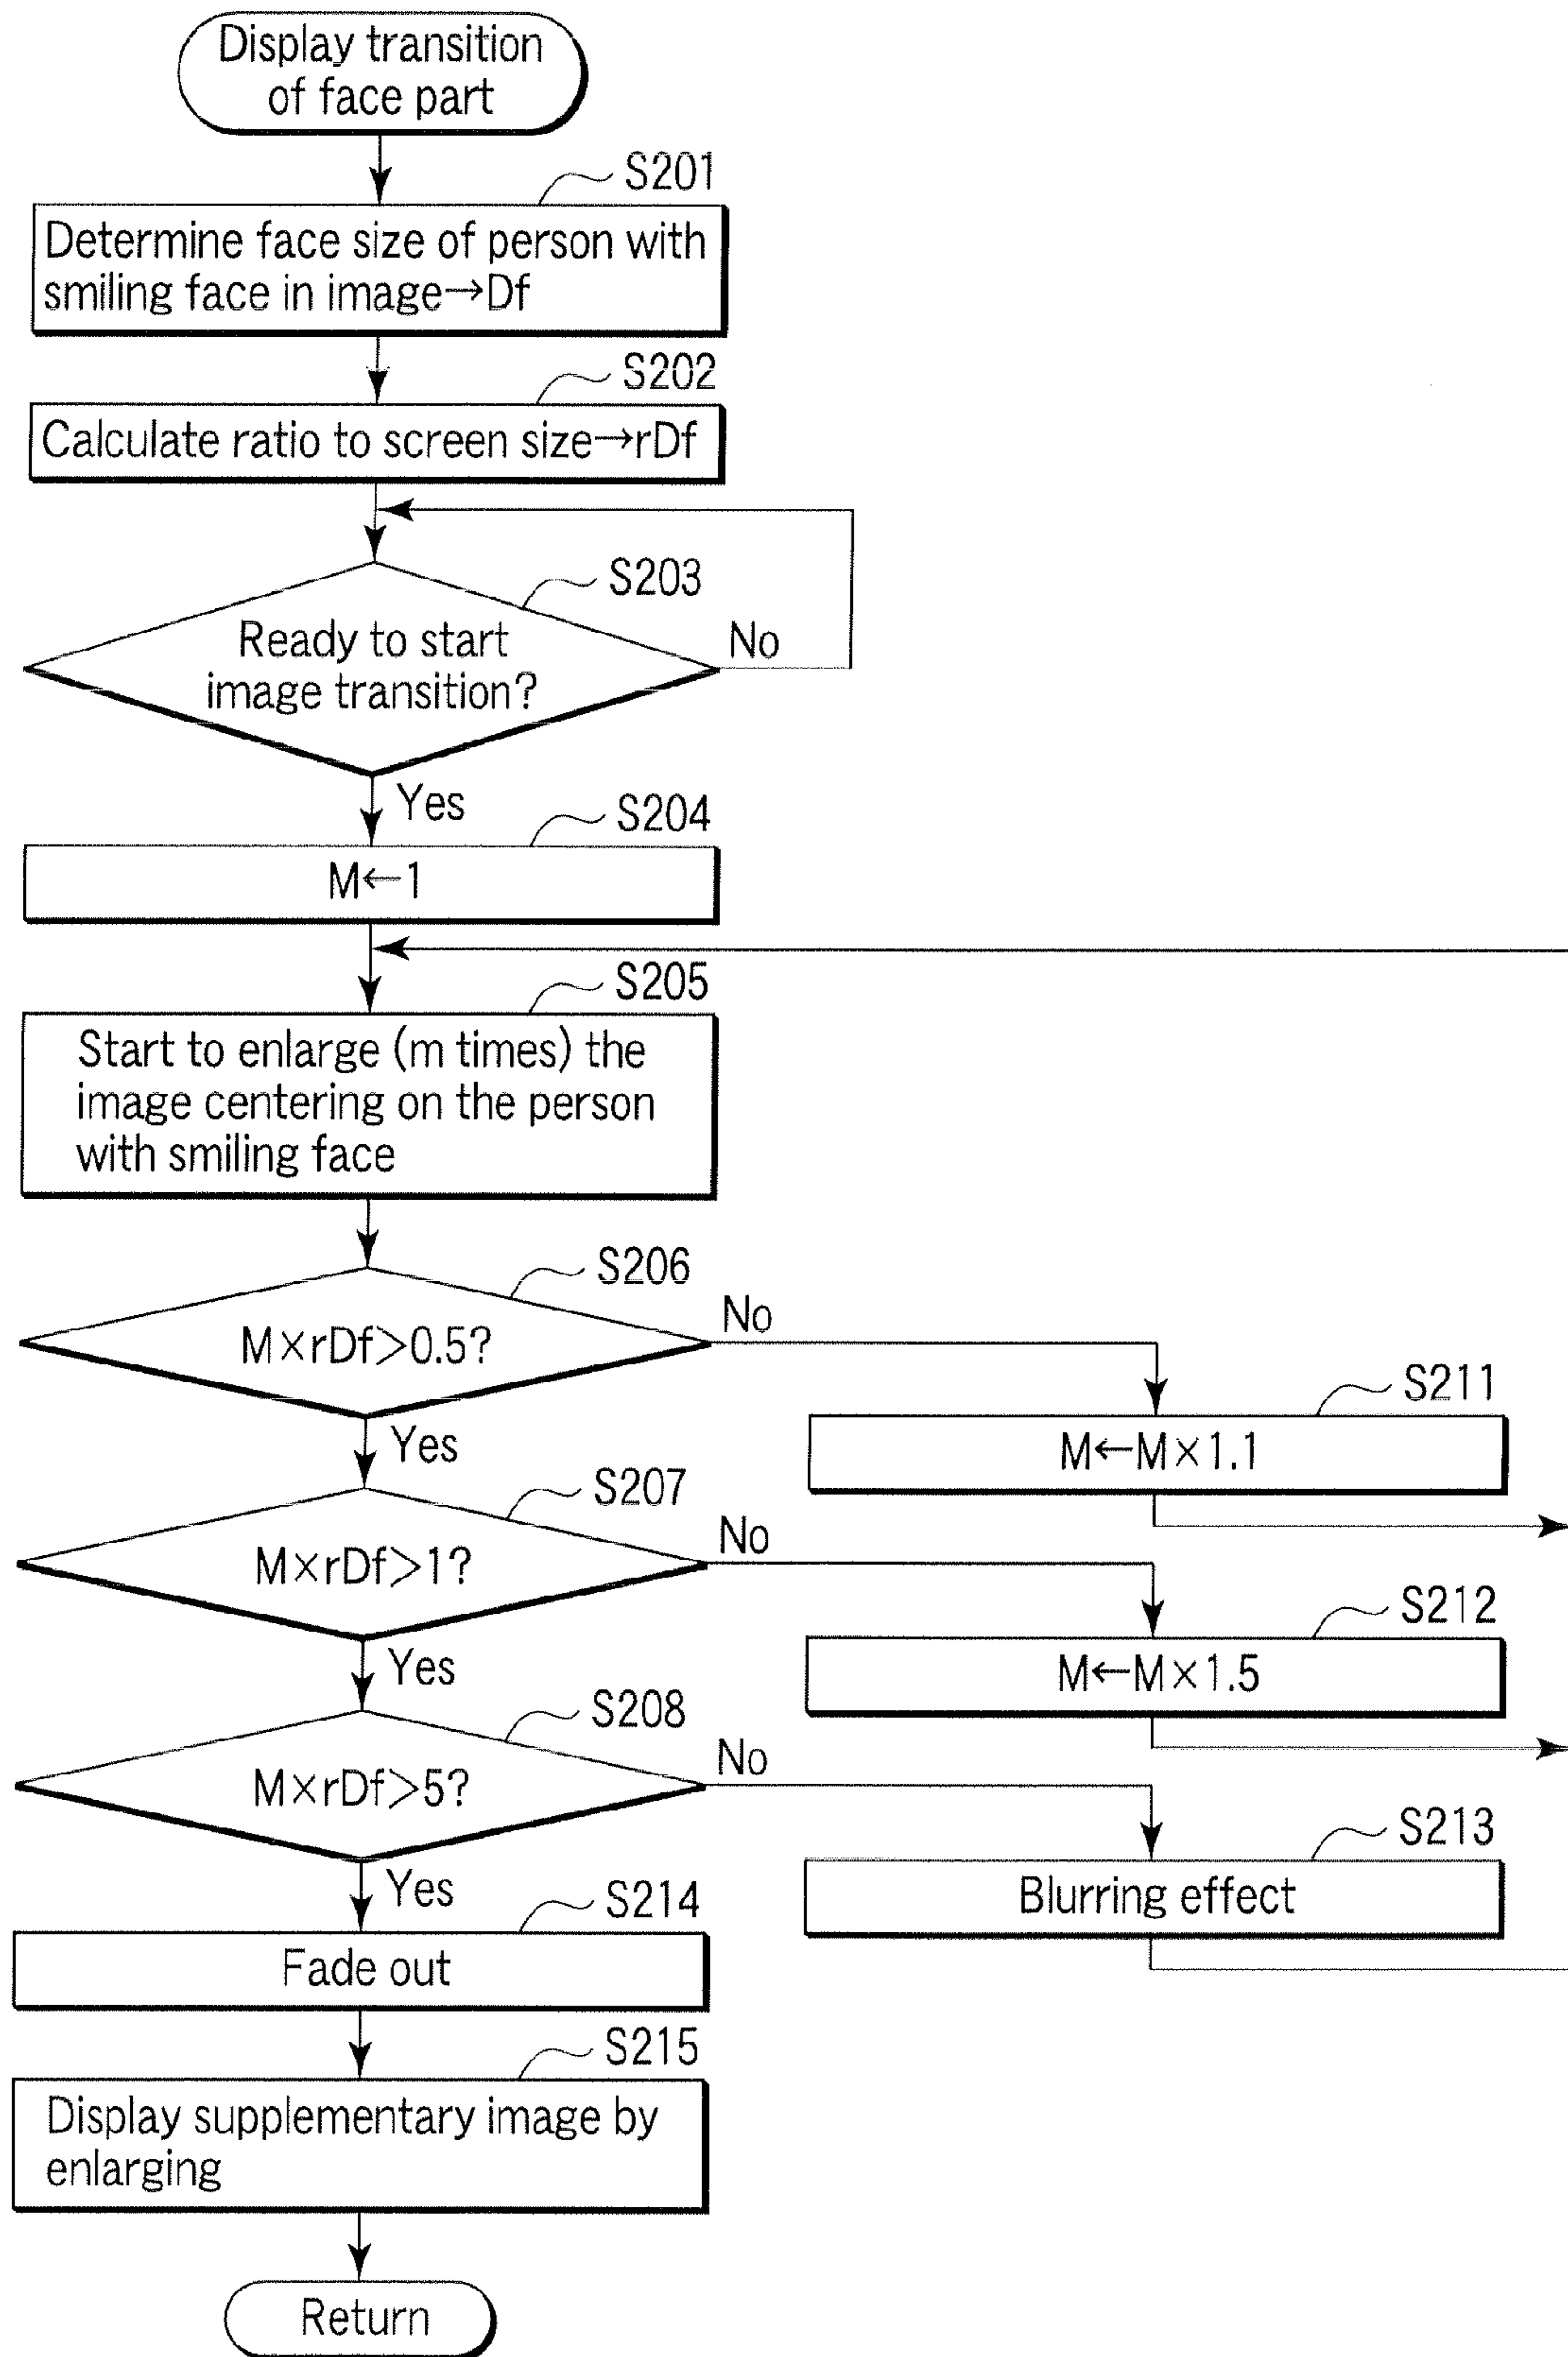 Display transition
of face part
S201
Determine face size of person with
smiling face in image→Df
S202
Calculate ratio to screen size→rDf
S203
Ready to start
image transition?
No
Yes
S204
M←1
S205
Start to enlarge (m times) the
image centering on the person
with smiling face
S206
M×rDf>0.5?
No
Yes
S211
M←M×1.1
S207
M×rDf>1?
No
Yes
S212
M←M×1.5
S208
M×rDf>5?
No
Yes
S213
Blurring effect
S214
Fade out
S215
Display supplementary image by
enlarging
Return